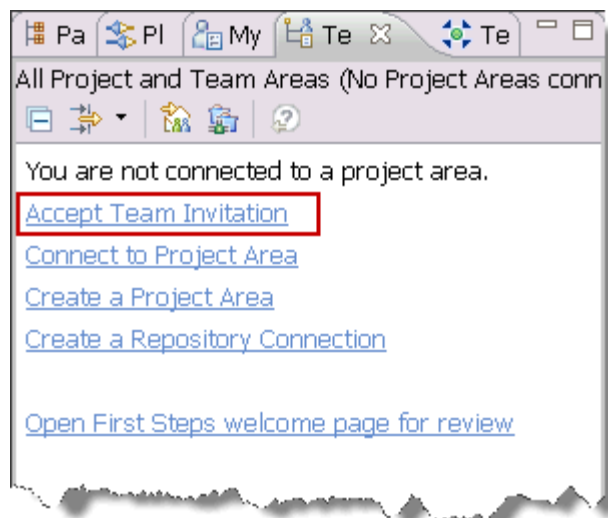 Pa Pl My Te Te
All Project and Team Areas (No Project Areas conn
You are not connected to a project area.
Accept Team Invitation
Connect to Project Area
Create a Project Area
Create a Repository Connection
Open First Steps welcome page for review